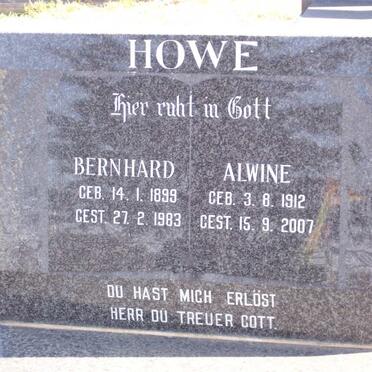 HOWE
Hier ruht in Gott
BERNHARD
GEB. 14. 1. 1899
GEST. 27. 2. 1983
ALWINE
GEB. 3. 8. 1912
GEST. 15. 9. 2007
DU HAST MICH ERLÖST
HERR DU TREUER GOTT.